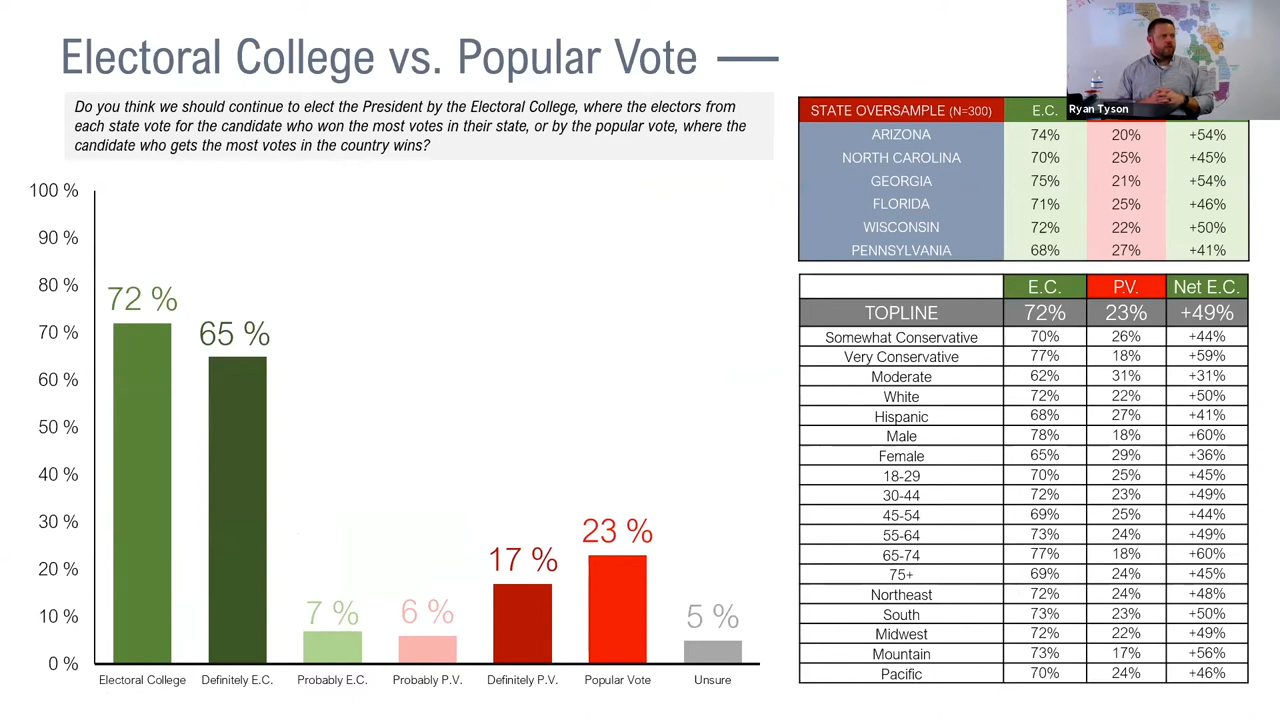 Electoral College vs. Popular Vote
Do you think we should continue to elect the President by the Electoral College, where the electors from
each state vote for the candidate who won the most votes in their state, or by the popular vote, where the
candidate who gets the most votes in the country wins?
100 %
90 %
80 %
70 %
60 %
50 %
40 %
30 %
20 %
10 %
0 %
72 %
65 %
7 %
6 %
17 %
23 %
5 %
Electoral College
Definitely E.C.
Probably E.C.
Probably P.V.
Definitely P.V.
Popular Vote
Unsure
Ryan Tyson
STATE OVERSAMPLE (N=300) E.C.
ARIZONA 74% 20% +54%
NORTH CAROLINA 70% 25% +45%
GEORGIA 75% 21% +54%
FLORIDA 71% 25% +46%
WISCONSIN 72% 22% +50%
PENNSYLVANIA 68% 27% +41%
E.C. P.V. Net E.C.
TOPLINE 72% 23% +49%
Somewhat Conservative 70% 26% +44%
Very Conservative 77% 18% +59%
Moderate 62% 31% +31%
White 72% 22% +50%
Hispanic 68% 27% +41%
Male 78% 18% +60%
Female 65% 29% +36%
18-29 70% 25% +45%
30-44 72% 23% +49%
45-54 69% 25% +44%
55-64 73% 24% +49%
65-74 77% 18% +60%
75+ 69% 24% +45%
Northeast 72% 24% +48%
South 73% 23% +50%
Midwest 72% 22% +49%
Mountain 73% 17% +56%
Pacific 70% 24% +46%